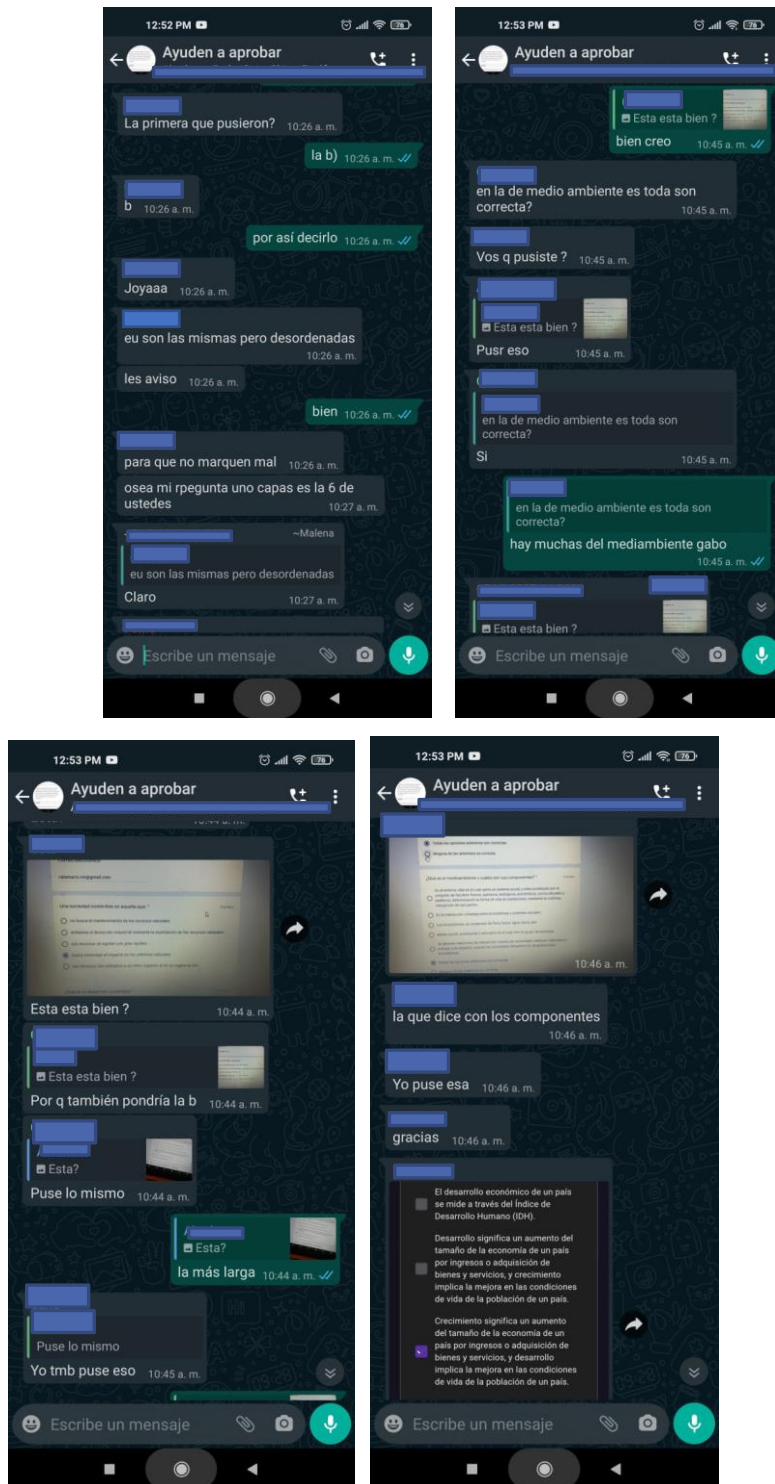 12:52 PM
76
Ayuden a aprobar
La primera que pusieron? 10:26 a. m.
la b) 10:26 a. m.
b 10:26 a. m.
por así decirlo 10:26 a. m.
Joyaaa 10:26 a. m.
eu son las mismas pero desordenadas
10:26 a. m.
les aviso 10:26 a. m.
bien 10:26 a. m.
para que no marquen mal 10:26 a. m.
osea mi rpegunta uno capas es la 6 de
ustedes 10:27 a. m.
~Malena
eu son las mismas pero desordenadas
Claro 10:27 a. m.
Escribe un mensaje
12:53 PM
76
Ayuden a aprobar
Esta esta bien ?
bien creo 10:45 a. m.
en la de medio ambiente es toda son
correcta? 10:45 a. m.
Vos q pusiste ? 10:45 a. m.
Esta esta bien ?
Pusr eso 10:45 a. m.
en la de medio ambiente es toda son
correcta?
Si 10:45 a. m.
en la de medio ambiente es toda son
correcta?
hay muchas del mediambiente gabo
10:45 a. m.
Esta esta bien ?
Escribe un mensaje
12:53 PM
76
Ayuden a aprobar
Una sociedad sostenible es aquella que: *
Esta esta bien ? 10:44 a. m.
Esta esta bien ?
Por q también pondría la b 10:44 a. m.
Esta?
Puse lo mismo 10:44 a. m.
Esta?
la más larga 10:44 a. m.
Puse lo mismo
Yo tmb puse eso 10:45 a. m.
Escribe un mensaje
12:53 PM
76
Ayuden a aprobar
10:46 a. m.
la que dice con los componentes
10:46 a. m.
Yo puse esa 10:46 a. m.
gracias 10:46 a. m.
El desarrollo económico de un país
se mide a través del Índice de
Desarrollo Humano (IDH).
Desarrollo significa un aumento del
tamaño de la economía de un país
por ingresos o adquisición de
bienes y servicios, y crecimiento
implica la mejora en las condiciones
de vida de la población de un país.
Crecimiento significa un aumento
del tamaño de la economía de un
país por ingresos o adquisición de
bienes y servicios, y desarrollo
implica la mejora en las condiciones
de vida de la población de un país.
Escribe un mensaje